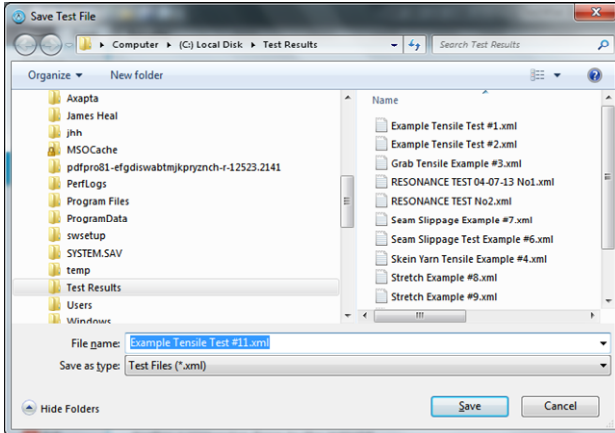 Save Test File
Computer (C:) Local Disk Test Results
Search Test Results
Organize New folder
Axapta
James Heal
jhh
MSOCache
pdfpro81-efgdiswabtmjkpryznch-r-12523.2141
PerfLogs
Program Files
ProgramData
swsetup
SYSTEM.SAV
temp
Test Results
Users
Windows
Name
Example Tensile Test #1.xml
Example Tensile Test #2.xml
Grab Tensile Example #3.xml
RESONANCE TEST 04-07-13 No1.xml
RESONANCE TEST No2.xml
Seam Slippage Example #7.xml
Seam Slippage Test Example #6.xml
Skein Yarn Tensile Example #4.xml
Stretch Example #8.xml
Stretch Example #9.xml
File name: Example Tensile Test #11.xml
Save as type: Test Files (*.xml)
Hide Folders
Save Cancel